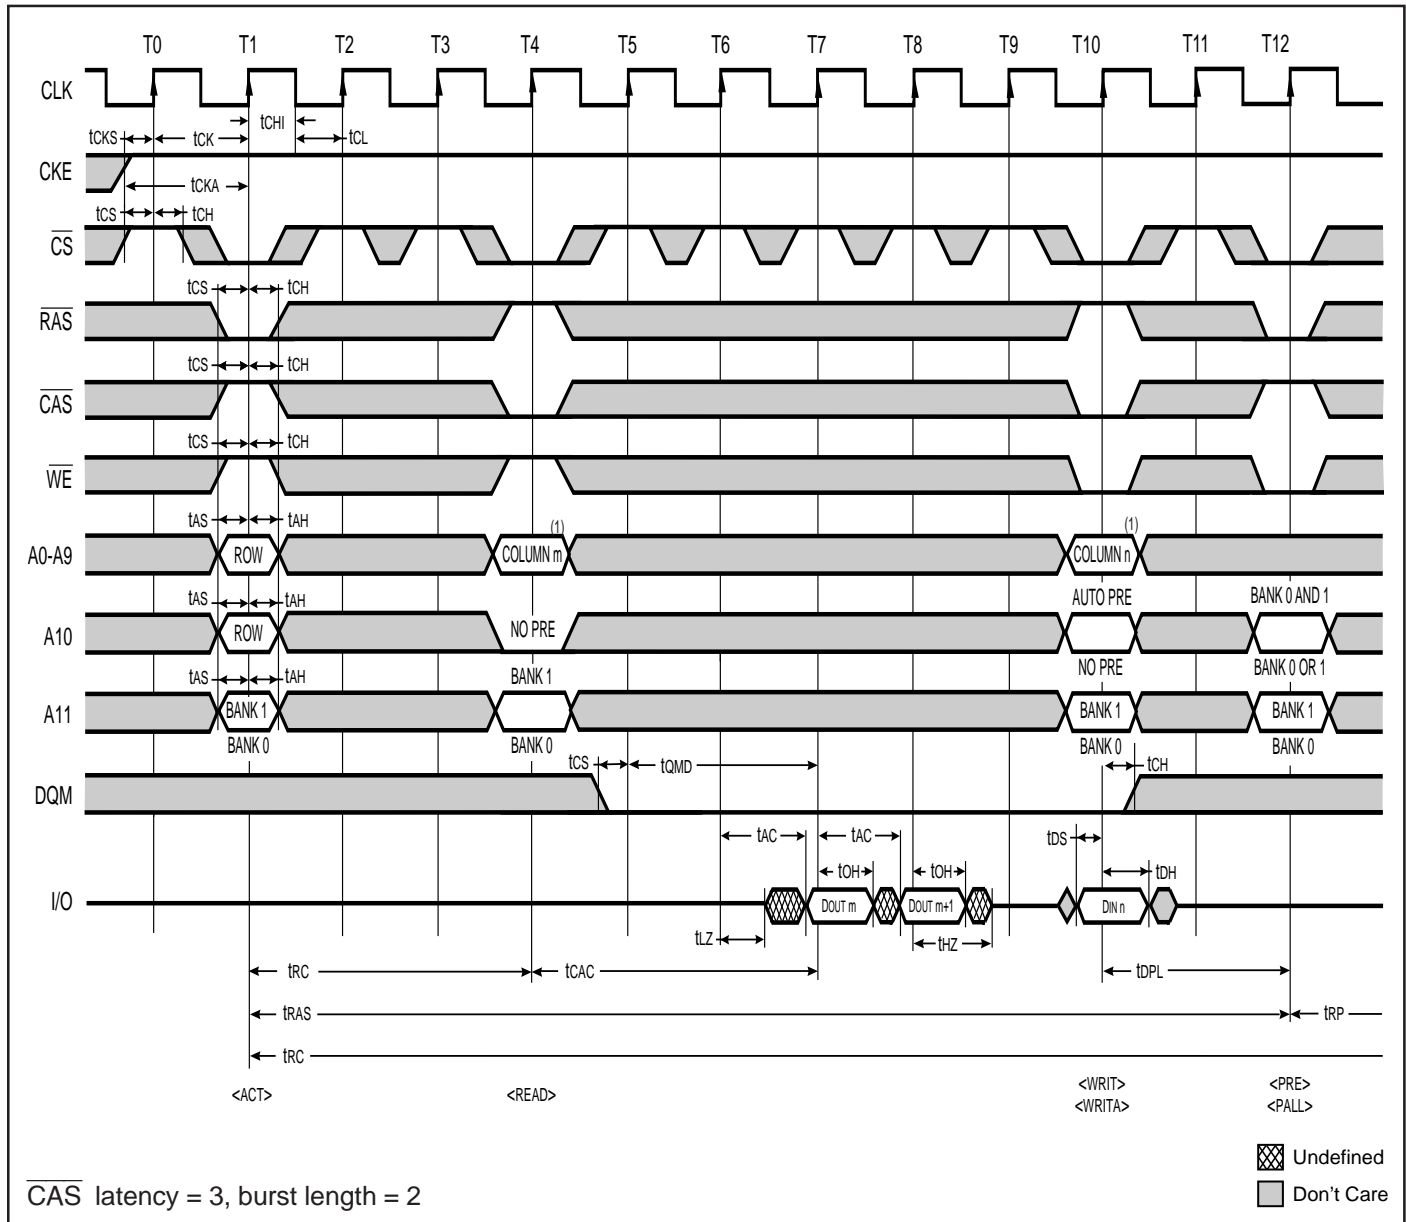 T0 T1 T2 T3 T4 T5 T6 T7 T8 T9 T10 T11 T12
CLK
tCHI
tCKS tCK tCL
CKE
tCKA
tCS tCH
CS
tCS tCH
RAS
tCS tCH
CAS
tCS tCH
WE
tAS tAH (1) (1)
A0-A9 ROW COLUMN m COLUMN n
tAS tAH AUTO PRE BANK 0 AND 1
A10 ROW NO PRE
NO PRE BANK 0 OR 1
tAS tAH BANK 1
A11 BANK 1 BANK 1 BANK 1
BANK 0 BANK 0 BANK 0 BANK 0
tCS tQMD tCH
DQM
tAC tAC tDS
tOH tOH tDH
I/O DOUT m DOUT m+1 DIN n
tLZ tHZ
tRC tCAC tDPL
tRAS tRP
tRC
<ACT> <READ> <WRIT> <PRE>
<WRITA> <PALL>
Undefined
CAS latency = 3, burst length = 2 Don't Care